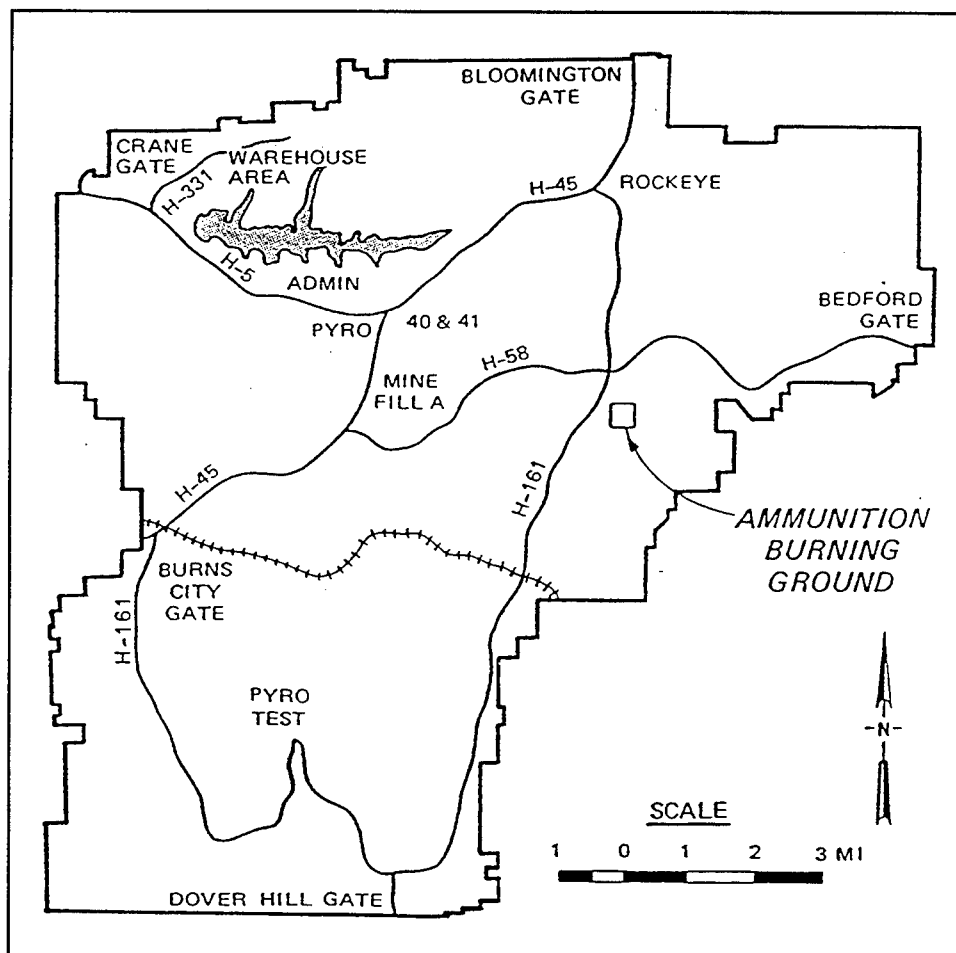 BLOOMINGTON
GATE
CRANE
GATE
WAREHOUSE
AREA
H-331
H-45
ROCKEYE
H-5
ADMIN
BEDFORD
GATE
PYRO
40 & 41
H-58
MINE
FILL A
H-45
H-161
AMMUNITION
BURNING
GROUND
BURNS
CITY
GATE
H-161
PYRO
TEST
-N-
SCALE
1 0 1 2 3 MI
DOVER HILL GATE